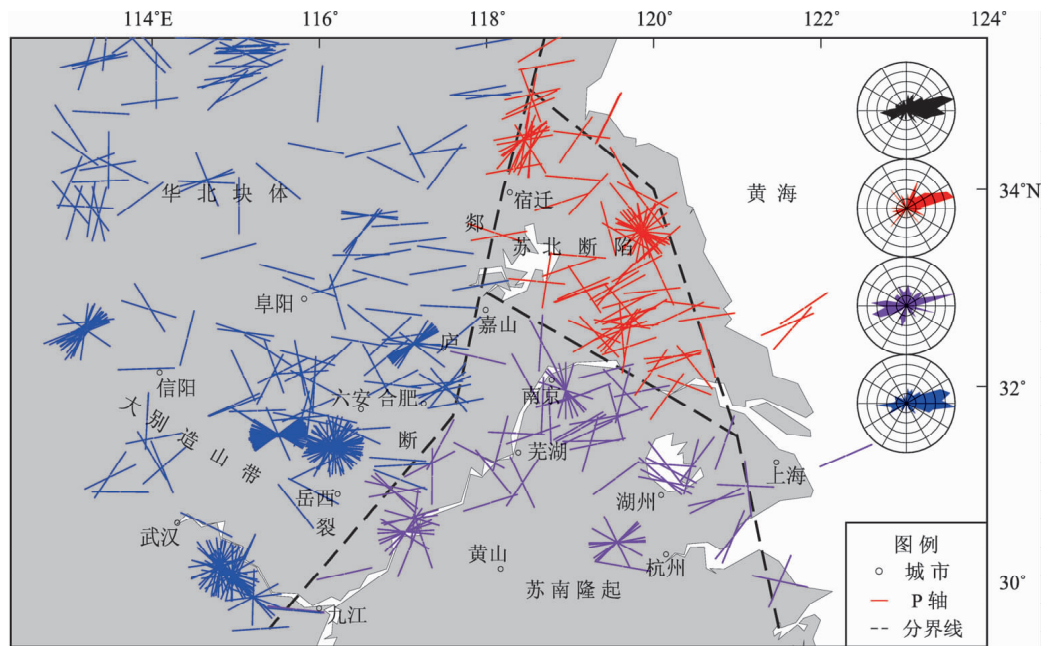 114°E 116° 118° 120° 122° 124°
34°N
32°
30°
华北块体
宿迁
黄海
郯
苏北断陷
阜阳
嘉山
庐
信阳
六安
合肥
南京
大别造山带
断
芜湖
上海
岳西
湖州
武汉
裂
黄山
杭州
苏南隆起
九江
图例
城市
P轴
分界线